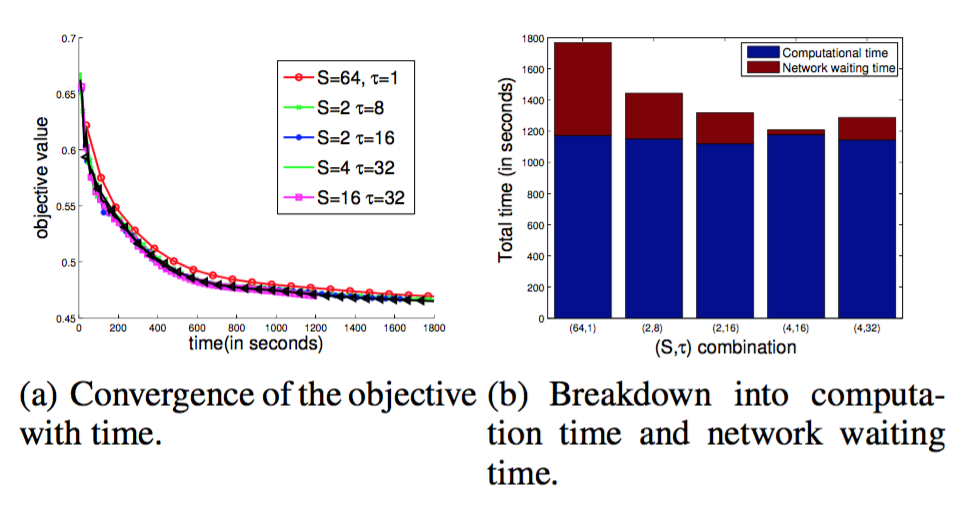 0.7
0.65
0.6
0.55
0.5
0.45
objective value
S=64, τ=1
S=2 τ=8
S=2 τ=16
S=4 τ=32
S=16 τ=32
0 200 400 600 800 1000 1200 1400 1600 1800
time(in seconds)
1800
1600
1400
1200
1000
800
600
400
200
0
Total time (in seconds)
Computational time
Network waiting time
(64,1) (2,8) (2,16) (4,16) (4,32)
(S,τ) combination
(a) Convergence of the objective
with time.
(b) Breakdown into computa-
tion time and network waiting
time.